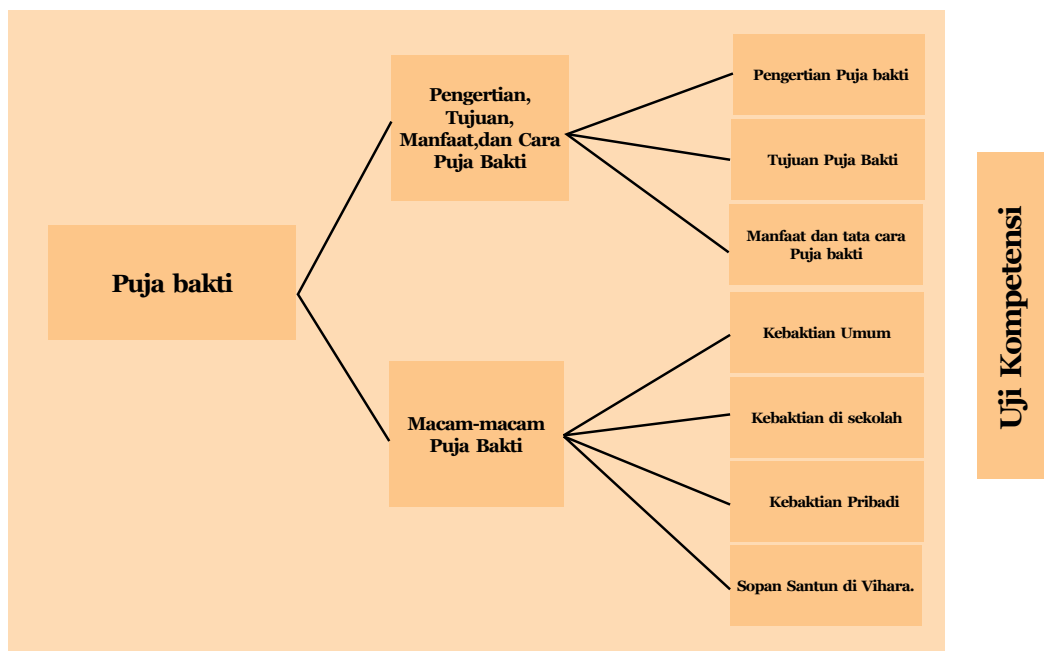 Puja bakti
Pengertian,
Tujuan,
Manfaat,dan Cara
Puja Bakti
Pengertian Puja bakti
Tujuan Puja Bakti
Manfaat dan tata cara
Puja bakti
Macam-macam
Puja Bakti
Kebaktian Umum
Kebaktian di sekolah
Kebaktian Pribadi
Sopan Santun di Vihara.
Uji Kompetensi